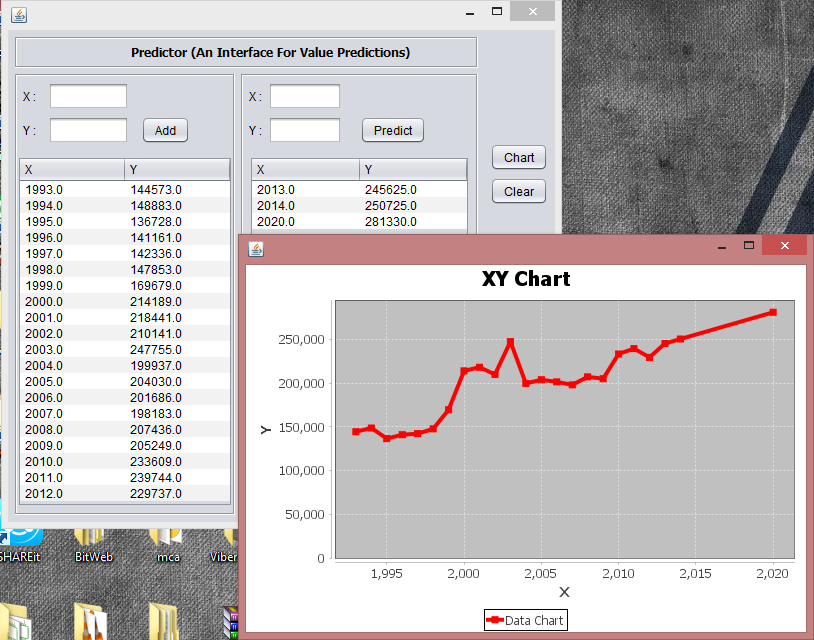 Predictor (An Interface For Value Predictions)
X :
Y :
Add
X Y
1993.0 144573.0
1994.0 148883.0
1995.0 136728.0
1996.0 141161.0
1997.0 142336.0
1998.0 147853.0
1999.0 169679.0
2000.0 214189.0
2001.0 218441.0
2002.0 210141.0
2003.0 247755.0
2004.0 199937.0
2005.0 204030.0
2006.0 201686.0
2007.0 198183.0
2008.0 207436.0
2009.0 205249.0
2010.0 233609.0
2011.0 239744.0
2012.0 229737.0
X :
Y :
Predict
X Y
2013.0 245625.0
2014.0 250725.0
2020.0 281330.0
Chart
Clear
XY Chart
250,000
200,000
150,000
100,000
50,000
0
Y
1,995 2,000 2,005 2,010 2,015 2,020
X
Data Chart
SHAREit BitWeb mca Viber